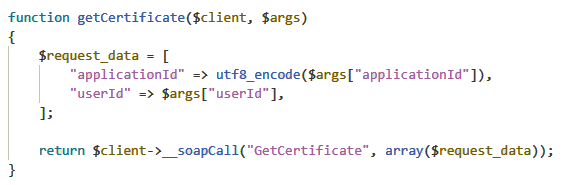 function getCertificate($client, $args)
{
    $request_data = [
        "applicationId" => utf8_encode($args["applicationId"]),
        "userId" => $args["userId"],
    ];
    return $client->__soapCall("GetCertificate", array($request_data));
}